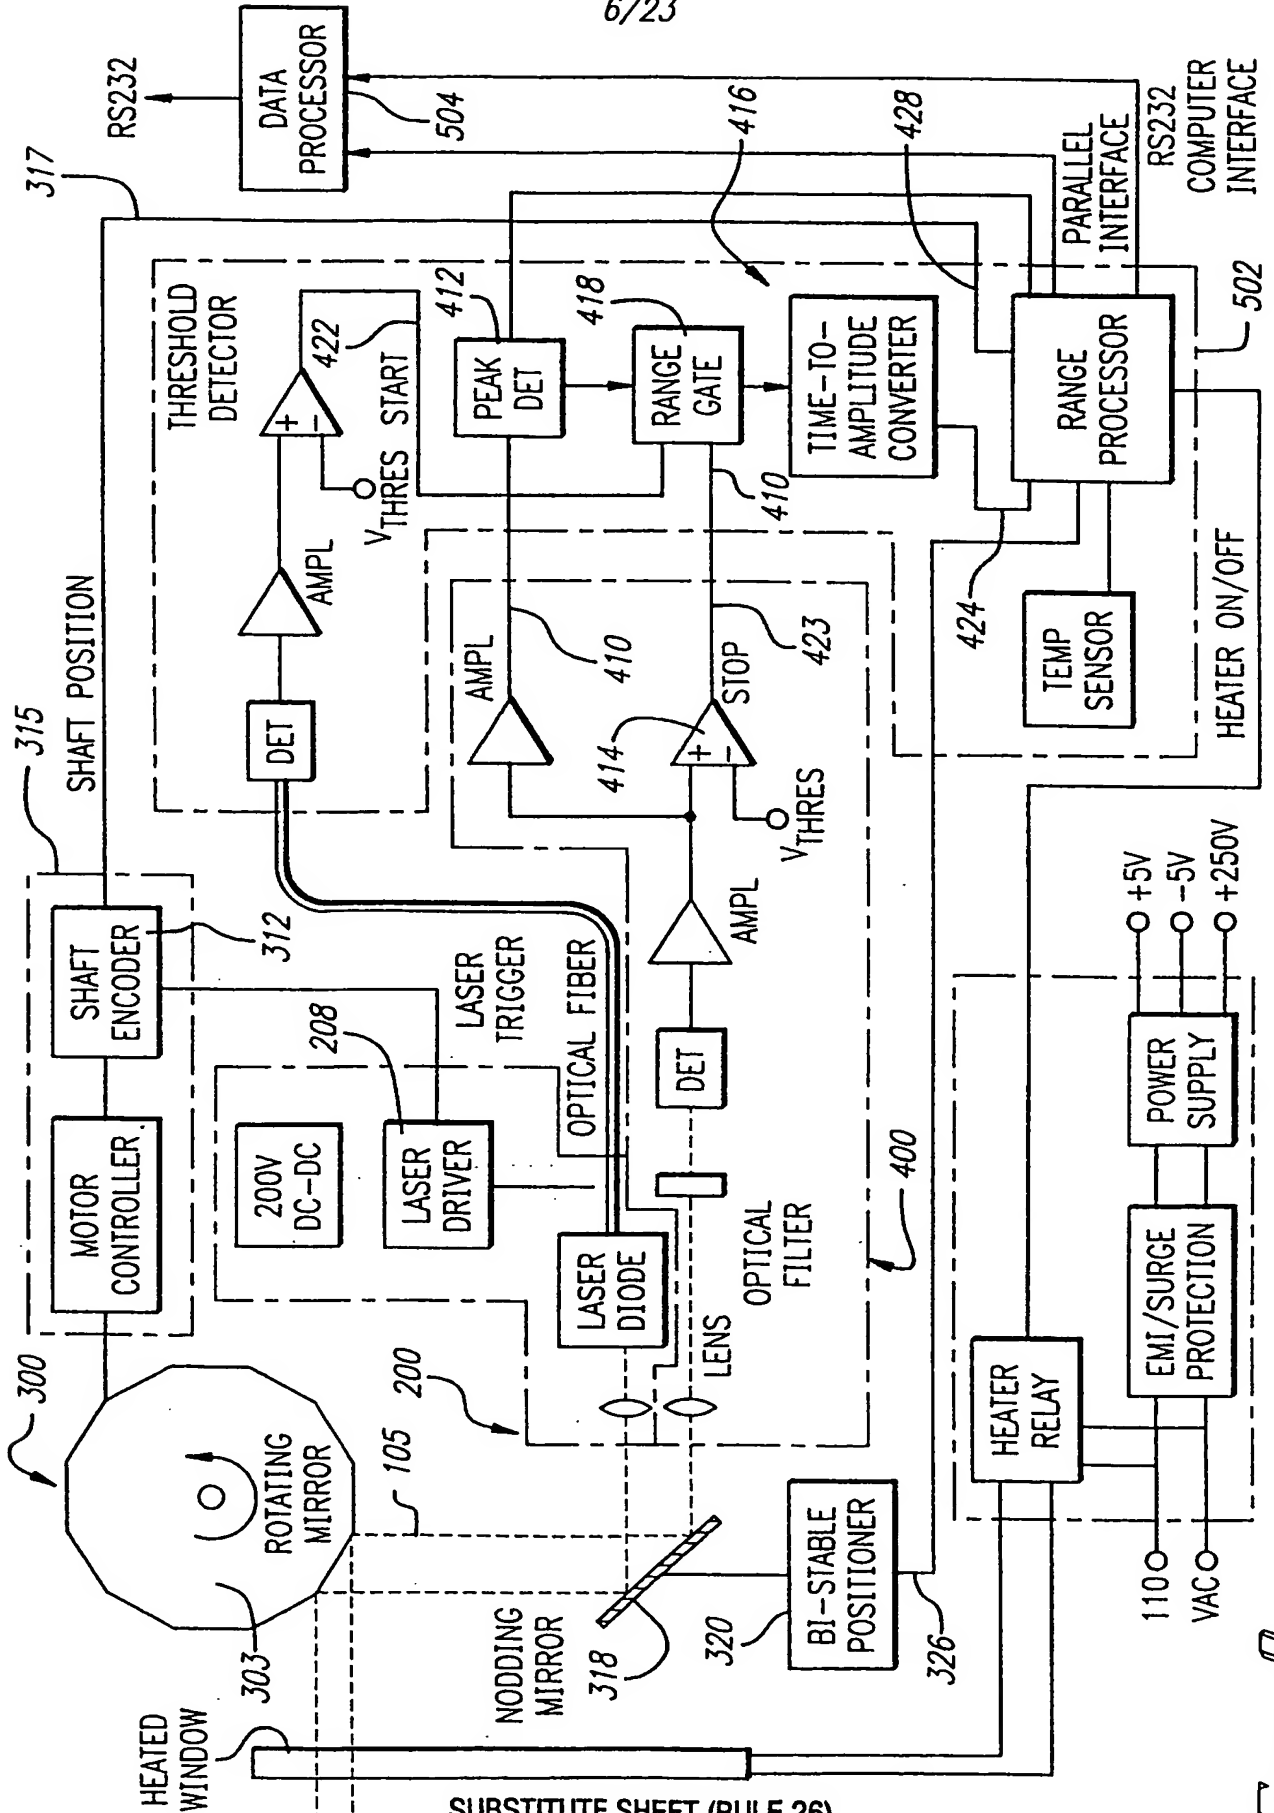 6/23
HEATED
WINDOW
303
300
ROTATING
MIRROR
105
NODDING
MIRROR
318
320
BI-STABLE
POSITIONER
326
MOTOR
CONTROLLER
SHAFT
ENCODER
312
315
SHAFT POSITION
317
RS232
DATA
PROCESSOR
504
200V
DC-DC
208
LASER
DRIVER
LASER
TRIGGER
OPTICAL FIBER
LASER
DIODE
200
LENS
OPTICAL
FILTER
400
DET
AMPL
VTHRES
414
STOP
423
AMPL
410
DET
AMPL
THRESHOLD
DETECTOR
VTHRES
START
422
PEAK
DET
412
RANGE
GATE
418
410
TIME-TO-
AMPLITUDE
CONVERTER
416
424
428
RANGE
PROCESSOR
TEMP
SENSOR
PARALLEL
INTERFACE
RS232
COMPUTER
INTERFACE
502
HEATER ON/OFF
HEATER
RELAY
EMI/SURGE
PROTECTION
POWER
SUPPLY
+5V
-5V
+250V
110
VAC
SUBSTITUTE SHEET (RULE 26)